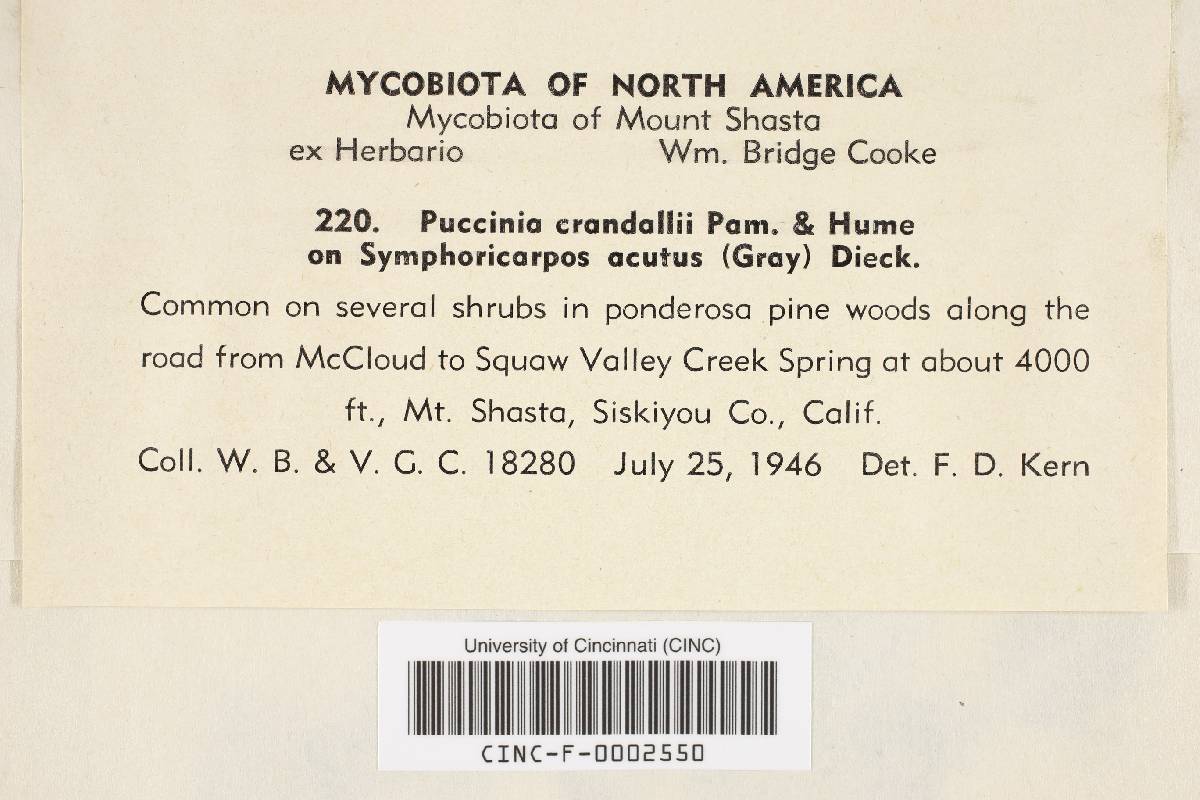 MYCOBIOTA OF NORTH AMERICA
Mycobiota of Mount Shasta
ex Herbario Wm. Bridge Cooke
220. Puccinia crandallii Pam. & Hume
on Symphoricarpos acutus (Gray) Dieck.
Common on several shrubs in ponderosa pine woods along the
road from McCloud to Squaw Valley Creek Spring at about 4000
ft., Mt. Shasta, Siskiyou Co., Calif.
Coll. W. B. & V. G. C. 18280 July 25, 1946 Det. F. D. Kern
University of Cincinnati (CINC)
CINC-F-0002550